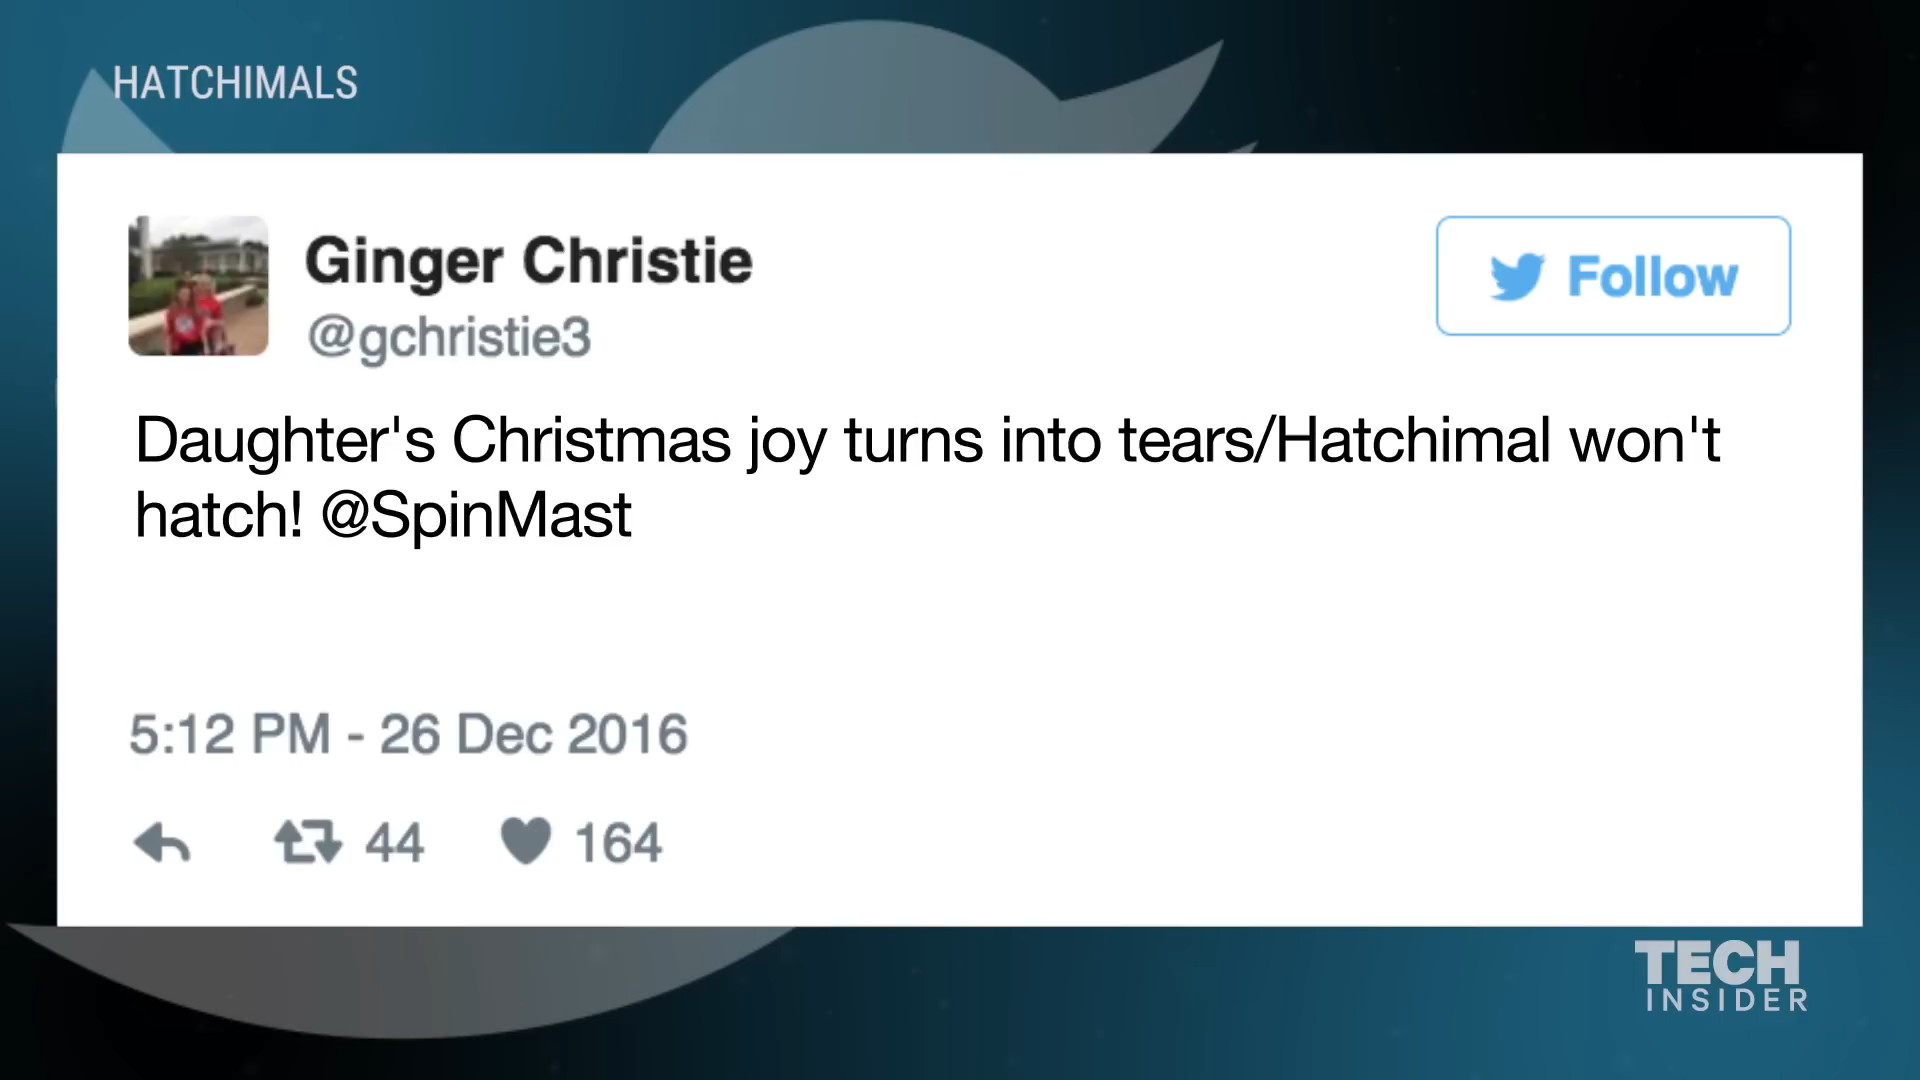 HATCHIMALS
Ginger Christie
@gchristie3
Follow
Daughter's Christmas joy turns into tears/Hatchimal won't
hatch! @SpinMast
5:12 PM - 26 Dec 2016
44 164
TECH
INSIDER